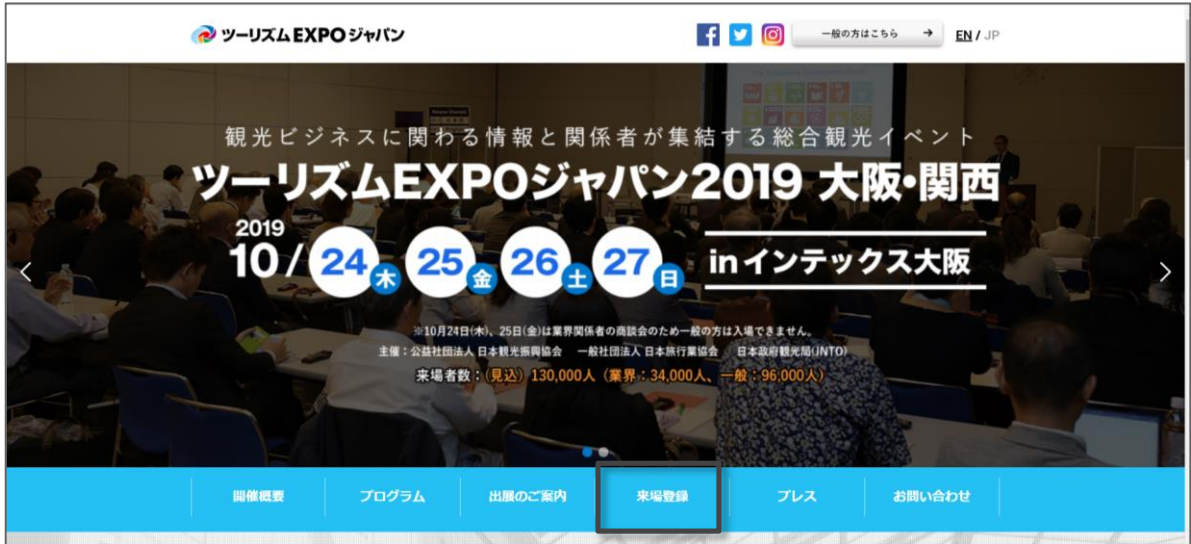 ツーリズムEXPOジャパン
一般の方はこちら →
EN / JP
観光ビジネスに関わる情報と関係者が集結する総合観光イベント
ツーリズムEXPOジャパン2019 大阪・関西
2019
10/ 24木 25金 26土 27日 inインテックス大阪
※10月24日(木)、25日(金)は業界関係者の商談会のため一般の方は入場できません。
主催：公益社団法人 日本観光振興協会　一般社団法人 日本旅行業協会　日本政府観光局(JNTO)
来場者数：(見込) 130,000人（業界：34,000人、一般：96,000人）
開催概要 プログラム 出展のご案内 来場登録 プレス お問い合わせ